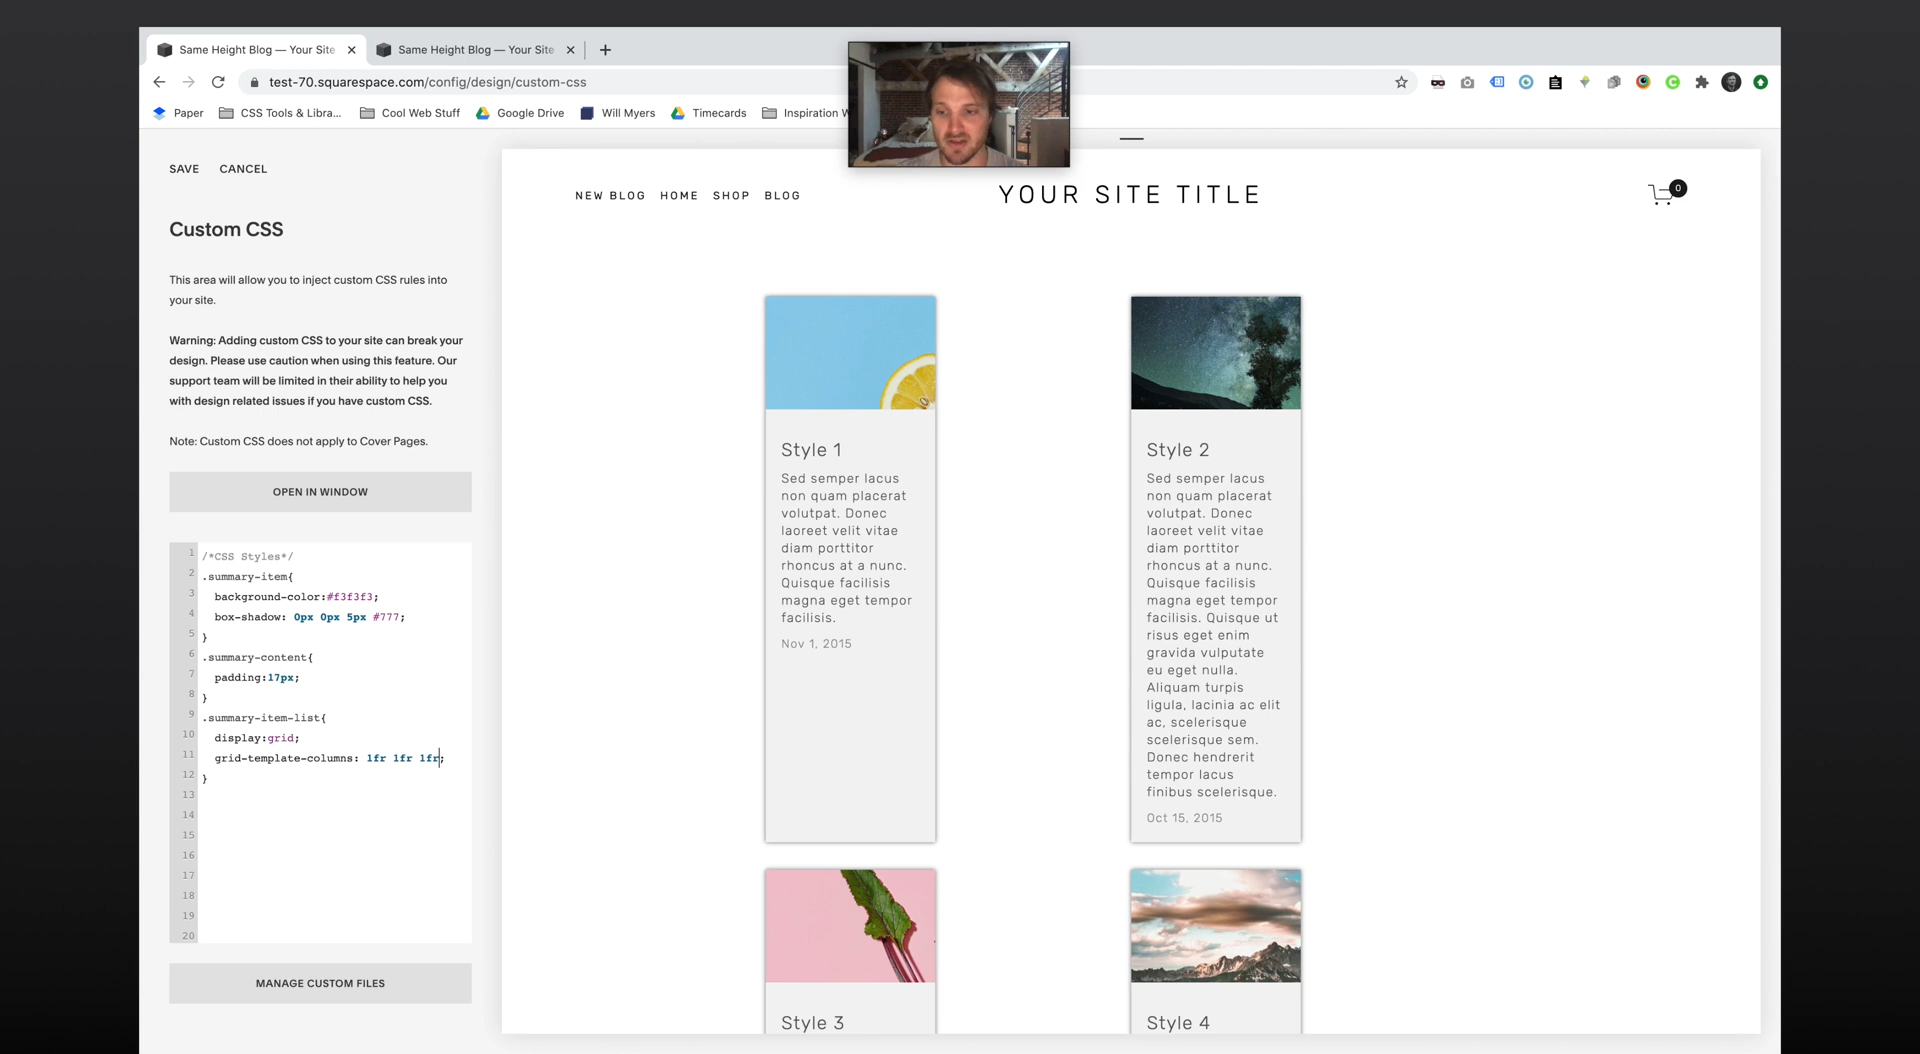 Same Height Blog — Your Site
Same Height Blog — Your Site
test-70.squarespace.com/config/design/custom-css
Paper
CSS Tools & Libra...
Cool Web Stuff
Google Drive
Will Myers
Timecards
Inspiration W
SAVE CANCEL
Custom CSS
This area will allow you to inject custom CSS rules into
your site.
Warning: Adding custom CSS to your site can break your
design. Please use caution when using this feature. Our
support team will be limited in their ability to help you
with design related issues if you have custom CSS.
Note: Custom CSS does not apply to Cover Pages.
OPEN IN WINDOW
1 /*CSS Styles*/
2 .summary-item{
3 background-color:#f3f3f3;
4 box-shadow: 0px 0px 5px #777;
5 }
6 .summary-content{
7 padding:17px;
8 }
9 .summary-item-list{
10 display:grid;
11 grid-template-columns: 1fr 1fr 1fr;
12 }
13
14
15
16
17
18
19
20
MANAGE CUSTOM FILES
NEW BLOG HOME SHOP BLOG
YOUR SITE TITLE
0
Style 1
Sed semper lacus
non quam placerat
volutpat. Donec
laoreet velit vitae
diam porttitor
rhoncus at a nunc.
Quisque facilisis
magna eget tempor
facilisis.
Nov 1, 2015
Style 2
Sed semper lacus
non quam placerat
volutpat. Donec
laoreet velit vitae
diam porttitor
rhoncus at a nunc.
Quisque facilisis
magna eget tempor
facilisis. Quisque ut
risus eget enim
gravida vulputate
eu eget nulla.
Aliquam turpis
ligula, lacinia ac elit
ac, scelerisque
scelerisque sem.
Donec hendrerit
tempor lacus
finibus scelerisque.
Oct 15, 2015
Style 3
Style 4